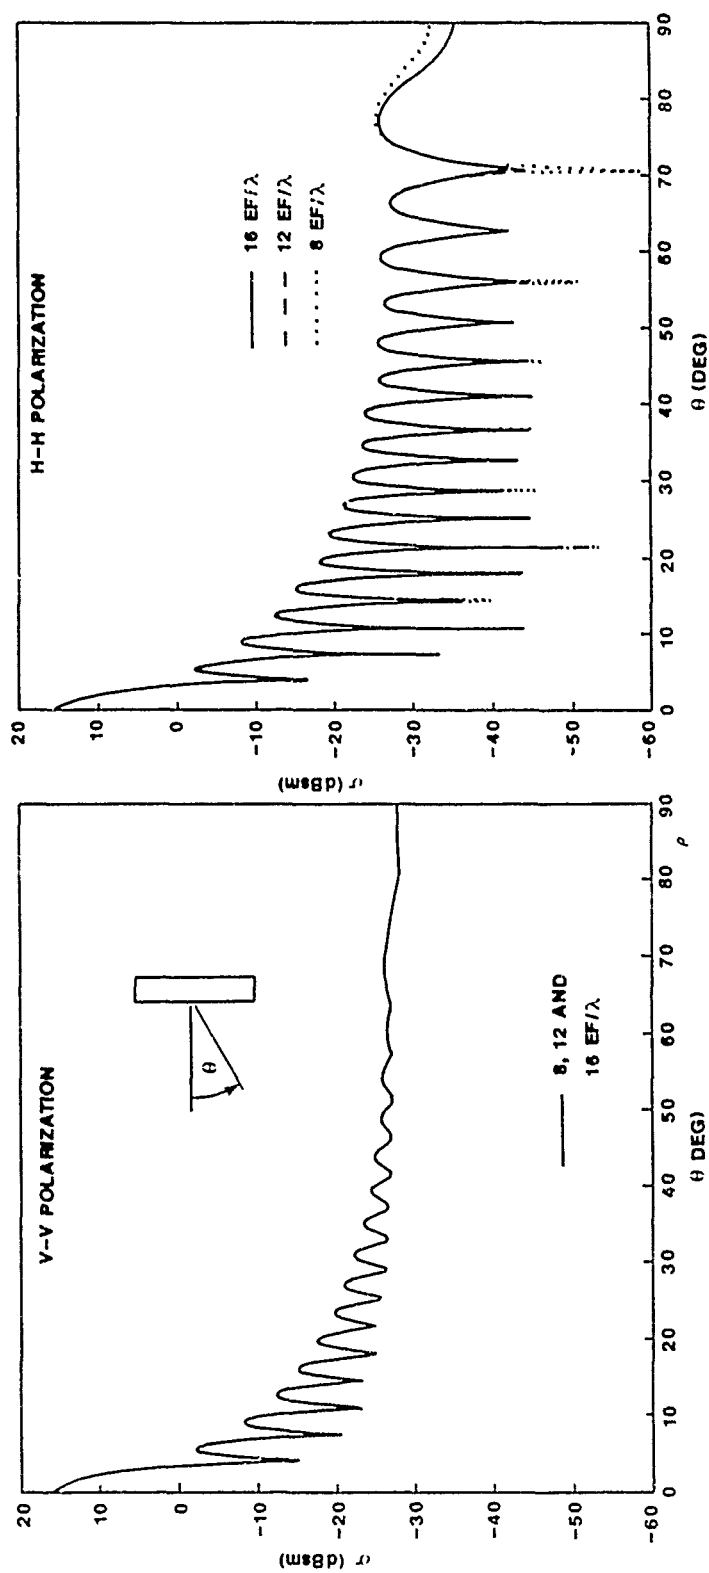 V-V POLARIZATION
θ
8, 12 AND
16 EF/λ
σ (dBsm)
20
10
0
-10
-20
-30
-40
-50
-60
0 10 20 30 40 50 60 70 80 90
θ DEG)
ρ
H-H POLARIZATION
16 EF/λ
12 EF/λ
8 EF/λ
σ (dBsm)
20
10
0
-10
-20
-30
-40
-50
-60
0 10 20 30 40 50 60 70 80 90
θ (DEG)